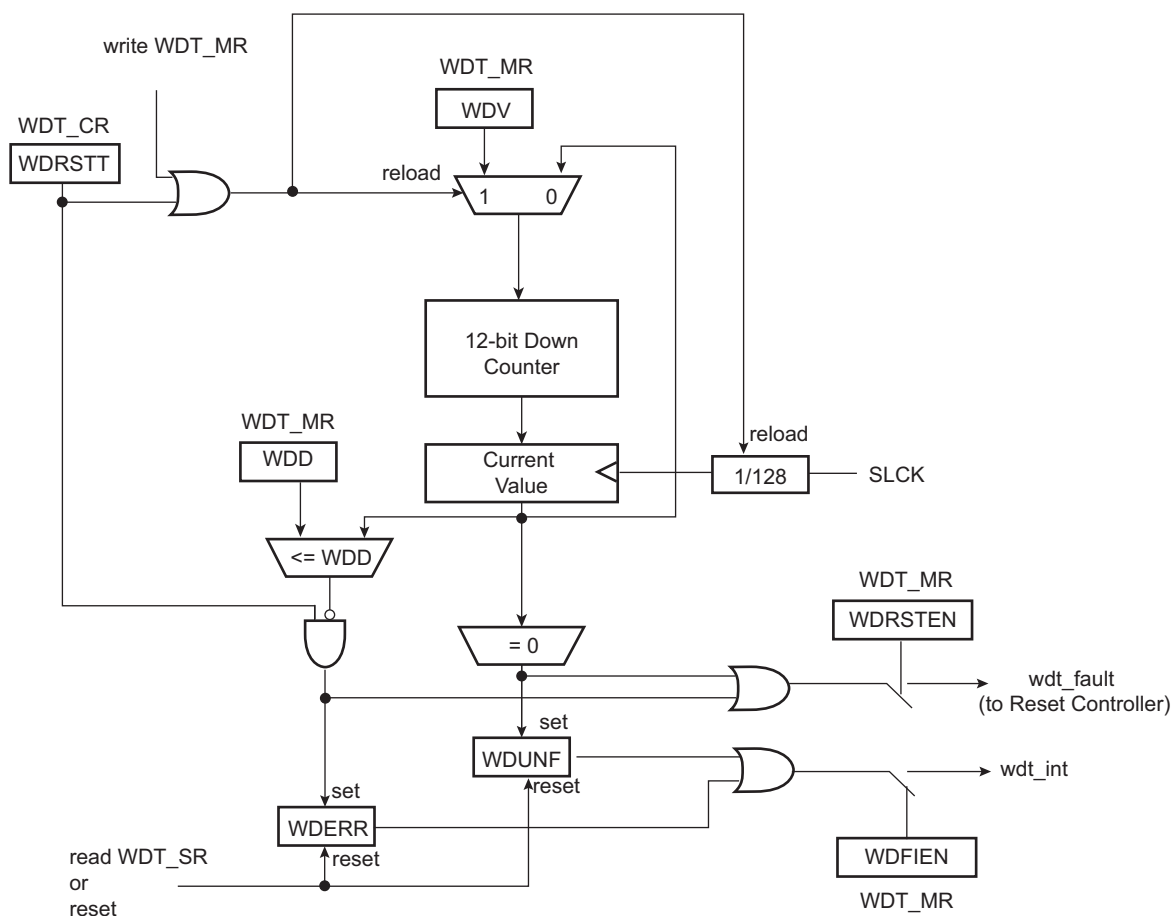 write WDT_MR
WDT_MR
WDV
WDT_CR
WDRSTT
reload
1 0
12-bit Down
Counter
WDT_MR
WDD
reload
Current
Value
1/128
SLCK
<= WDD
WDT_MR
WDRSTEN
= 0
wdt_fault
(to Reset Controller)
set
WDUNF
reset
wdt_int
set
WDERR
reset
read WDT_SR
or
reset
WDFIEN
WDT_MR